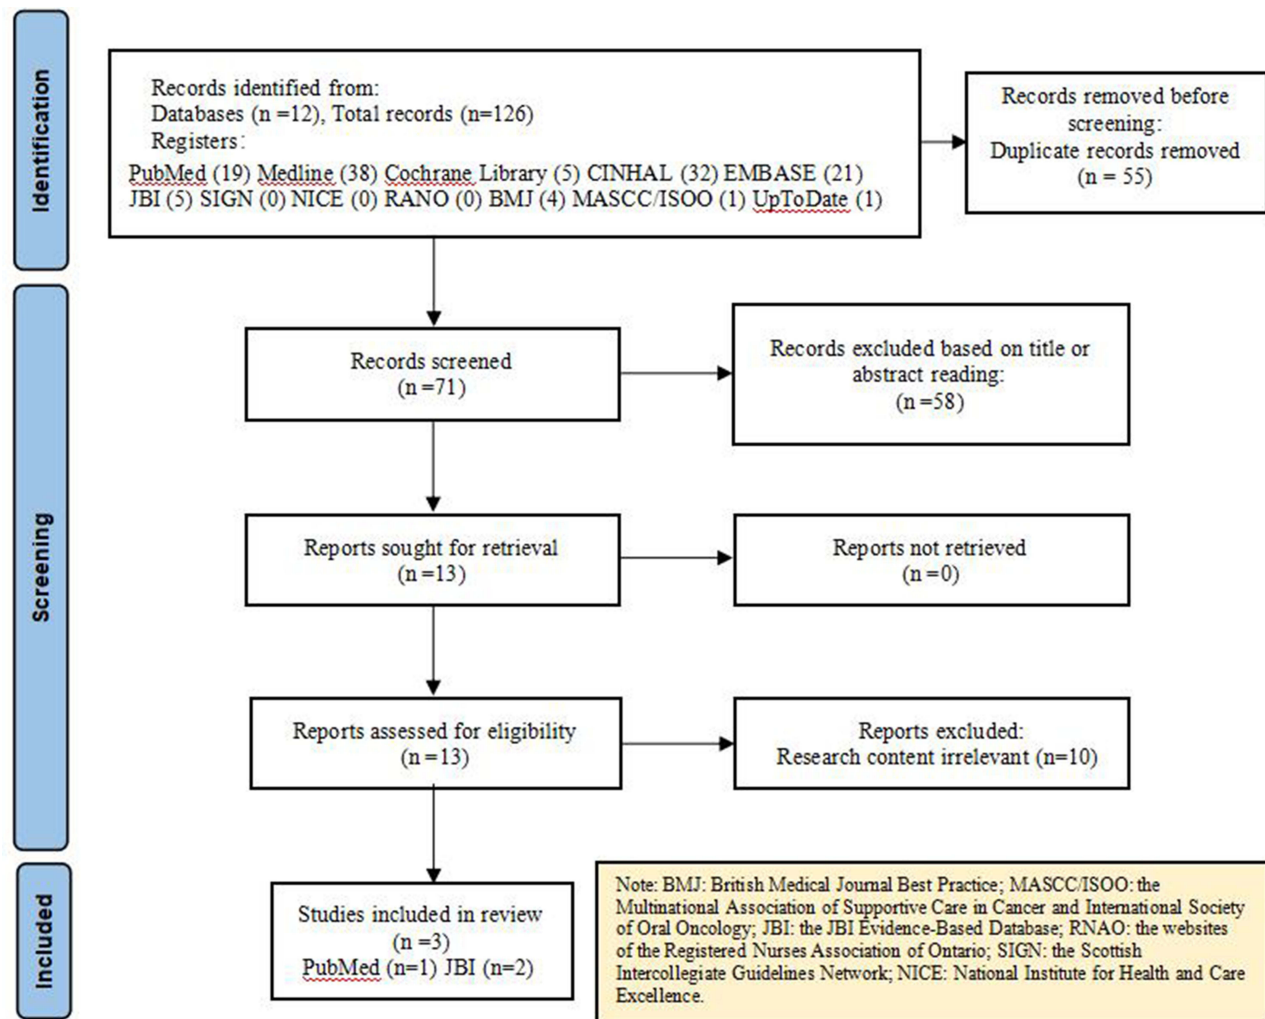 Identification
Records identified from:
Databases (n =12), Total records (n=126)
Registers:
PubMed (19) Medline (38) Cochrane Library (5) CINHAL (32) EMBASE (21)
JBI (5) SIGN (0) NICE (0) RANO (0) BMJ (4) MASCC/ISOO (1) UpToDate (1)
Records removed before
screening:
Duplicate records removed
(n = 55)
Screening
Records screened
(n =71)
Records excluded based on title or
abstract reading:
(n =58)
Reports sought for retrieval
(n =13)
Reports not retrieved
(n =0)
Reports assessed for eligibility
(n =13)
Reports excluded:
Research content irrelevant (n=10)
Included
Studies included in review
(n =3)
PubMed (n=1) JBI (n=2)
Note: BMJ: British Medical Journal Best Practice; MASCC/ISOO: the
Multinational Association of Supportive Care in Cancer and International Society
of Oral Oncology; JBI: the JBI Evidence-Based Database; RNAO: the websites
of the Registered Nurses Association of Ontario; SIGN: the Scottish
Intercollegiate Guidelines Network; NICE: National Institute for Health and Care
Excellence.